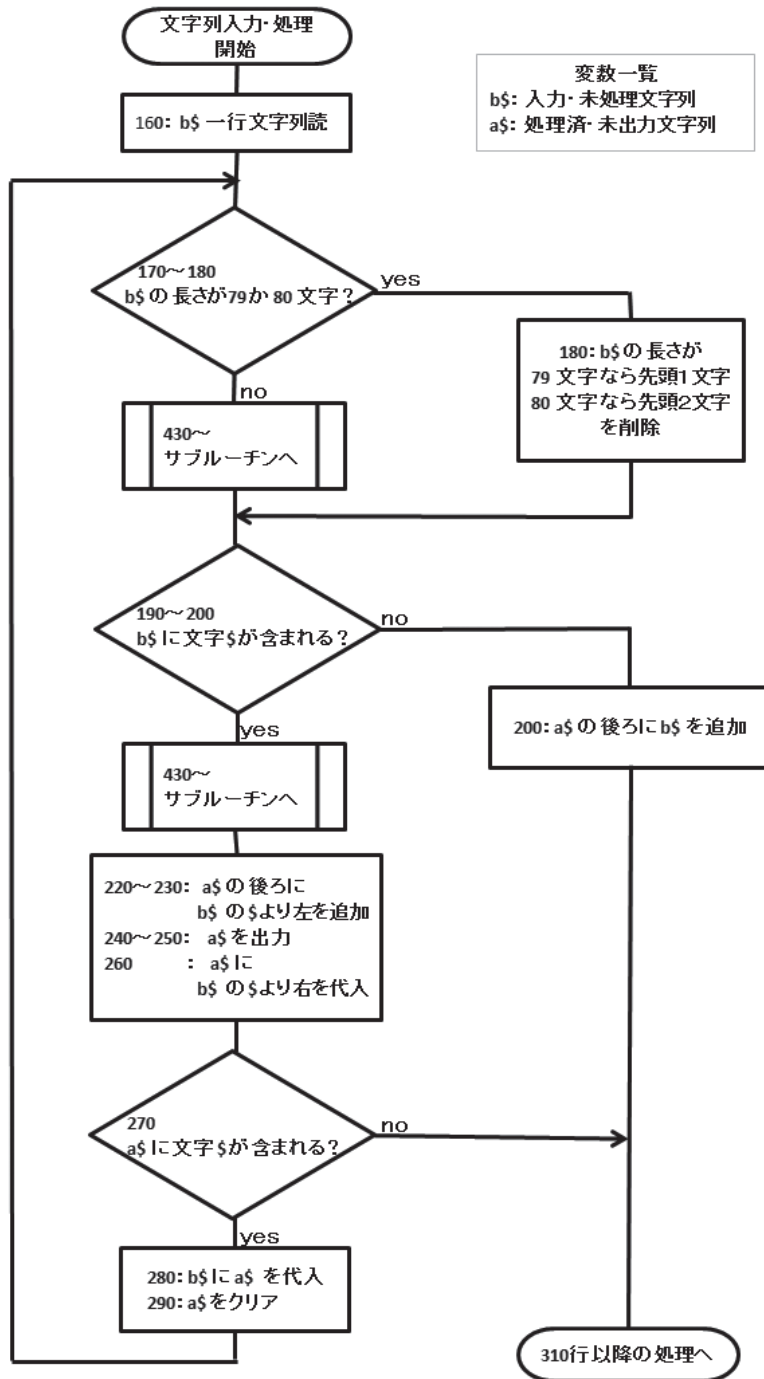 文字列入力・処理
開始
変数一覧
b$: 入力・未処理文字列
a$: 処理済・未出力文字列
160: b$ 一行文字列読
170～180
b$ の長さが79か 80 文字？
yes
180: b$ の長さが
79 文字なら先頭1文字
80 文字なら先頭2文字
を削除
no
430～
サブルーチンへ
190～200
b$ に文字$が含まれる？
no
200: a$ の後ろに b$ を追加
yes
430～
サブルーチンへ
220～230: a$ の後ろに
b$ の$より左を追加
240～250: a$ を出力
260 : a$ に
b$ の$より右を代入
270
a$ に文字$が含まれる？
no
yes
280: b$に a$ を代入
290: a$をクリア
310行以降の処理へ